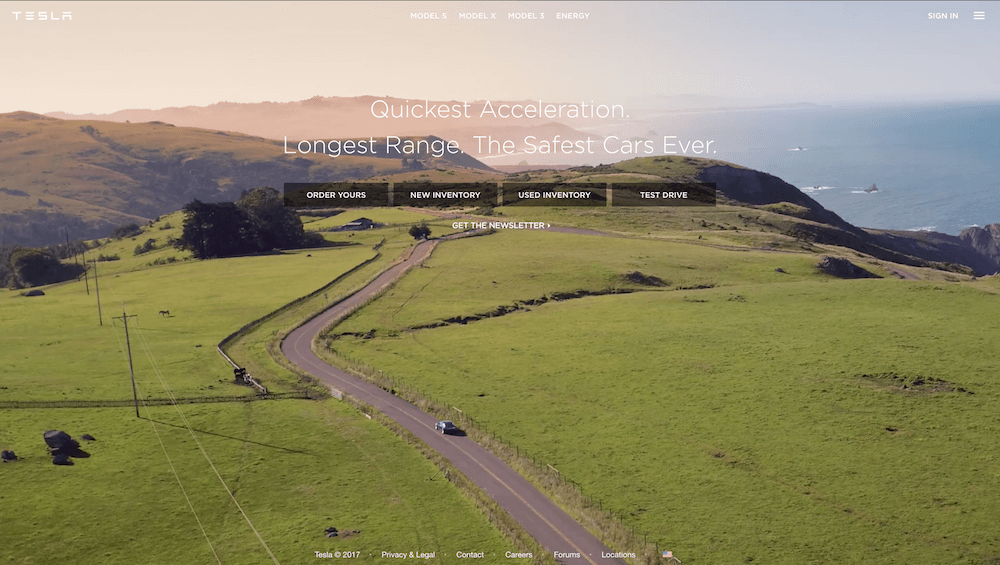 TESLA
MODEL S MODEL X MODEL 3 ENERGY
SIGN IN
Quickest Acceleration.
Longest Range. The Safest Cars Ever.
ORDER YOURS NEW INVENTORY USED INVENTORY TEST DRIVE
GET THE NEWSLETTER ›
Tesla © 2017 · Privacy & Legal · Contact · Careers · Forums · Locations